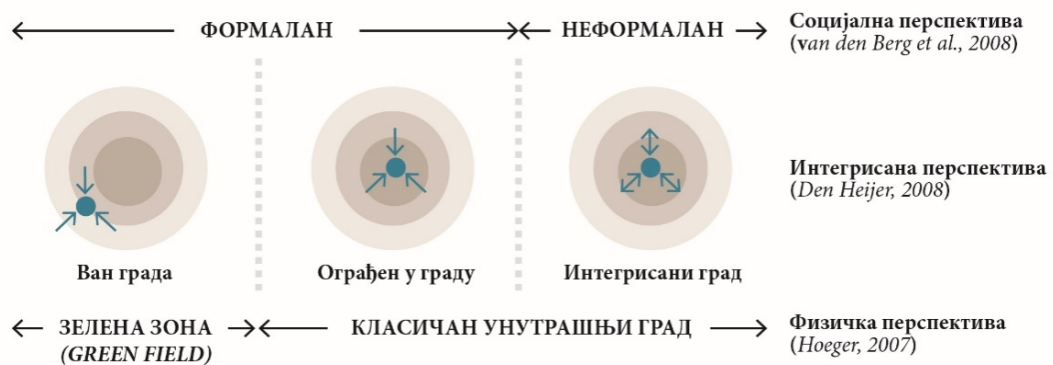 ФОРМАЛАН
НЕФОРМАЛАН
Социјална перспектива
(van den Berg et al., 2008)
Интегрисана перспектива
(Den Heijer, 2008)
Ван града
Ограђен у граду
Интегрисани град
ЗЕЛЕНА ЗОНА
(GREEN FIELD)
КЛАСИЧАН УНУТРАШЊИ ГРАД
Физичка перспектива
(Hoeger, 2007)